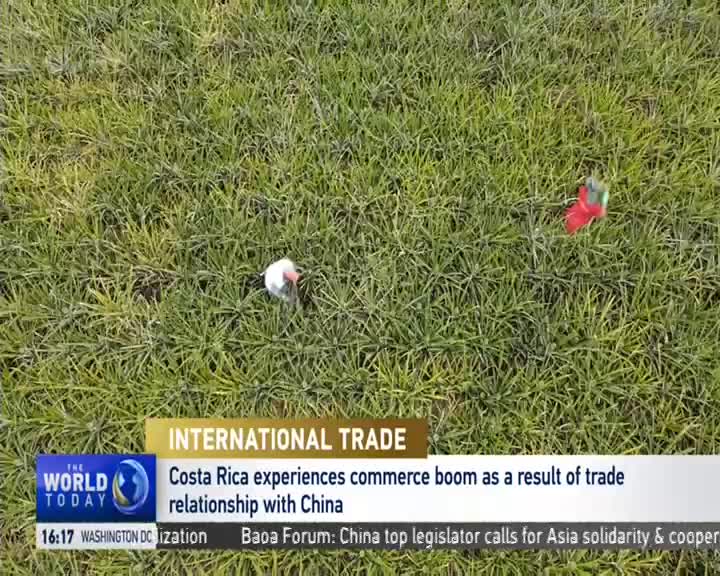 INTERNATIONAL TRADE
Costa Rica experiences commerce boom as a result of trade
relationship with China
THE
WORLD
TODAY
16:17 WASHINGTON DC lization Baoa Forum: China top legislator calls for Asia solidarity & cooper